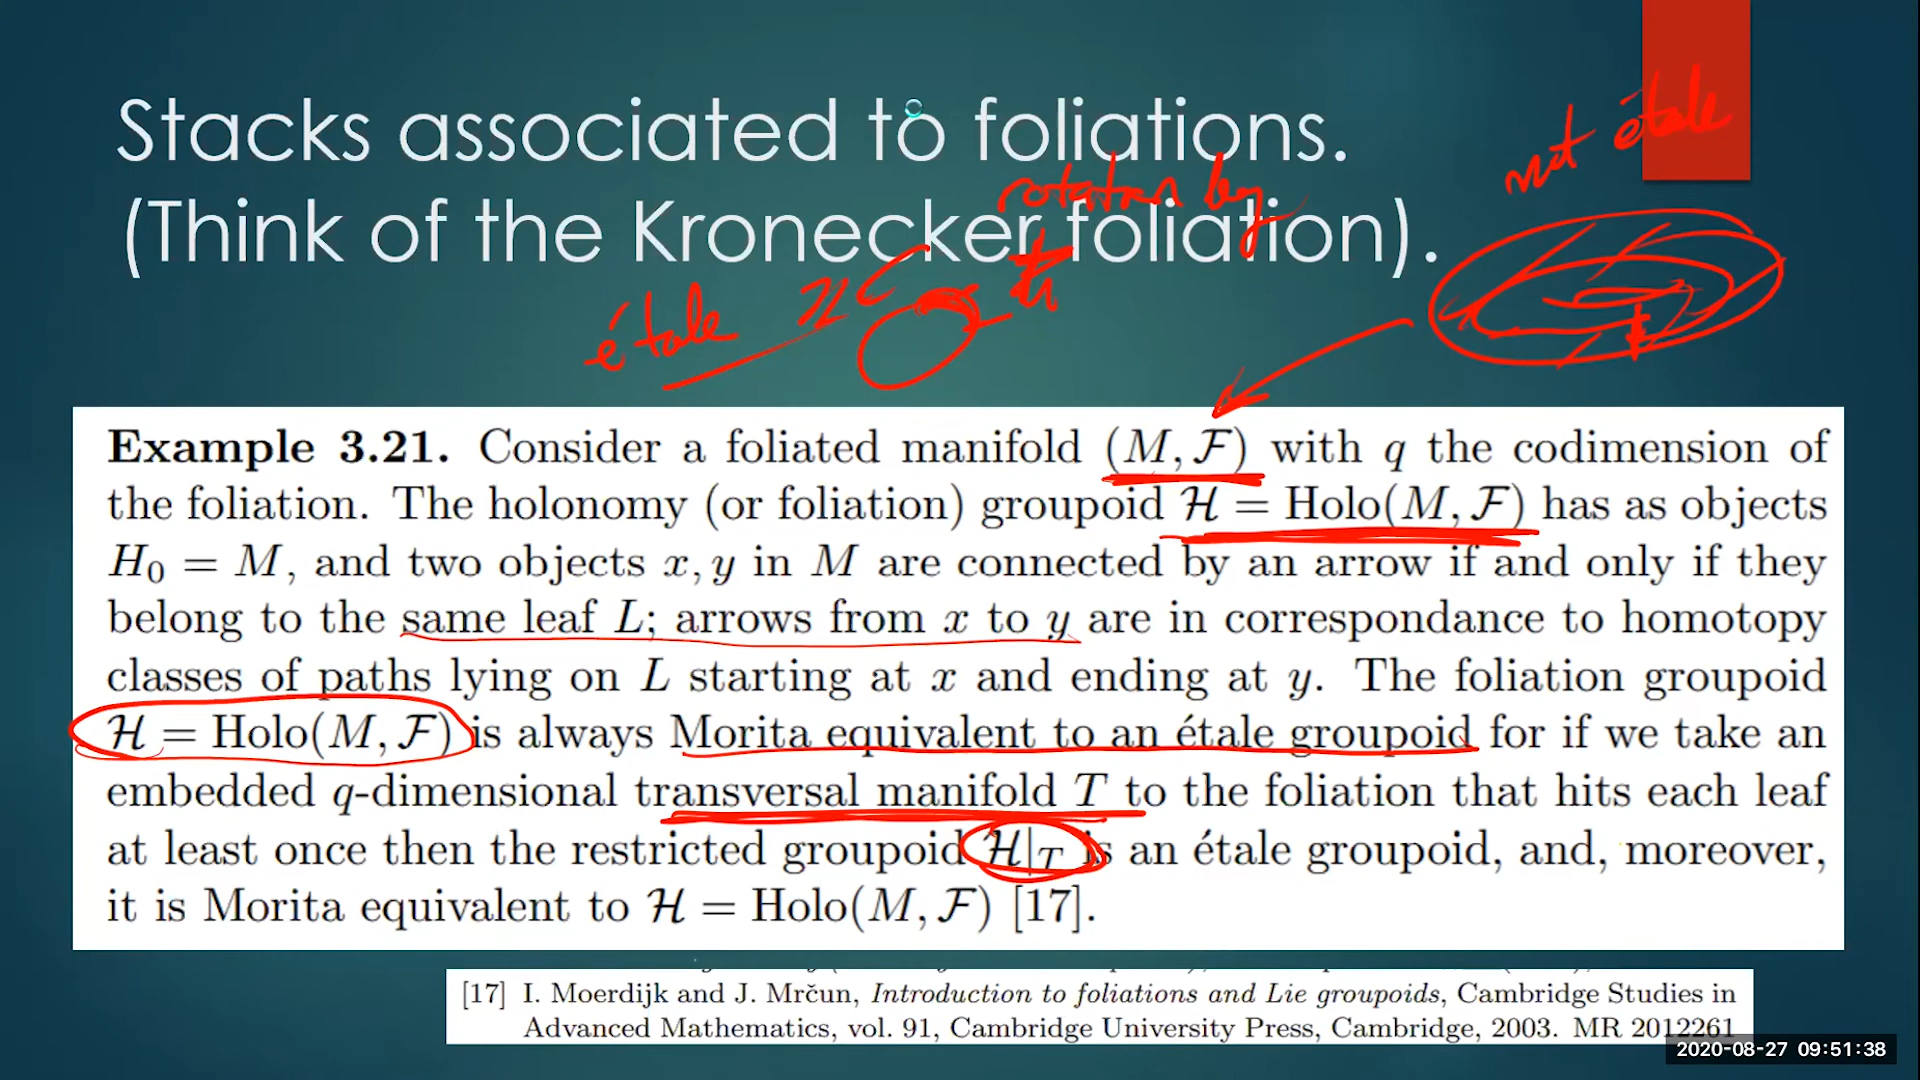 Stacks associated to foliations.
(Think of the Kronecker foliation).
not étale
rotation by
étale ℤ ħ
Example 3.21. Consider a foliated manifold (M, ℱ) with q the codimension of
the foliation. The holonomy (or foliation) groupoid ℋ = Holo(M, ℱ) has as objects
H₀ = M, and two objects x, y in M are connected by an arrow if and only if they
belong to the same leaf L; arrows from x to y are in correspondence to homotopy
classes of paths lying on L starting at x and ending at y. The foliation groupoid
ℋ = Holo(M, ℱ) is always Morita equivalent to an étale groupoid for if we take an
embedded q-dimensional transversal manifold T to the foliation that hits each leaf
at least once then the restricted groupoid ℋ|_T is an étale groupoid, and, moreover,
it is Morita equivalent to ℋ = Holo(M, ℱ) [17].
[17] I. Moerdijk and J. Mrčun, Introduction to foliations and Lie groupoids, Cambridge Studies in
Advanced Mathematics, vol. 91, Cambridge University Press, Cambridge, 2003. MR 2012261
2020-08-27 09:51:38